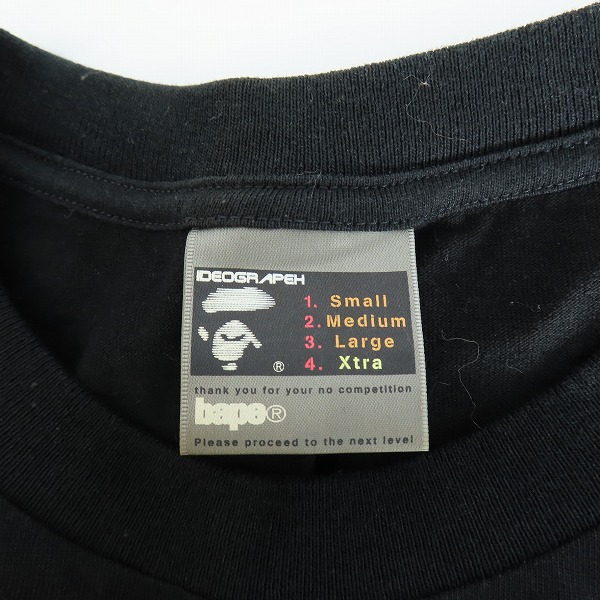 IDEOGRAPEH
1. Small
2. Medium
3. Large
4. Xtra
®
thank you for your no competition
bape®
Please proceed to the next level